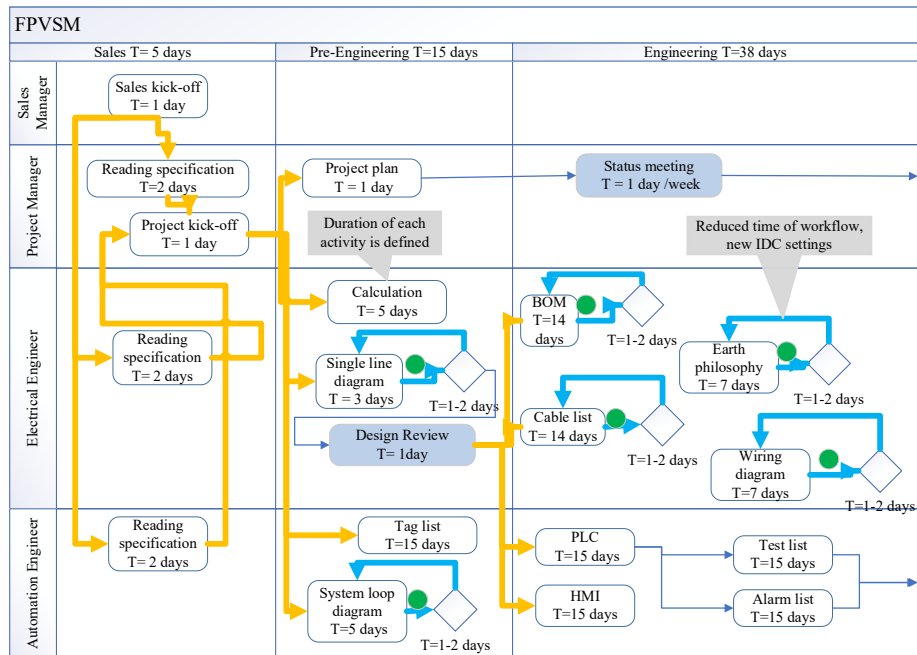 FPVSM
Sales T= 5 days
Pre-Engineering T=15 days
Engineering T=38 days
Sales
Manager
Sales kick-off
T= 1 day
Project Manager
Reading specification
T=2 days
Project kick-off
T= 1 day
Project plan
T = 1 day
Status meeting
T = 1 day /week
Duration of each
activity is defined
Reduced time of workflow,
new IDC settings
Electrical Engineer
Reading
specification
T = 2 days
Calculation
T = 5 days
Single line
diagram
T = 3 days
T=1-2 days
Design Review
T = 1day
BOM
T=14
days
T=1-2 days
Cable list
T = 14 days
T=1-2 days
Earth
philosophy
T= 7 days
T=1-2 days
Wiring
diagram
T=7 days
T=1-2 days
Automation Engineer
Reading
specification
T = 2 days
Tag list
T=15 days
System loop
diagram
T=5 days
T=1-2 days
PLC
T=15 days
HMI
T=15 days
Test list
T=15 days
Alarm list
T=15 days